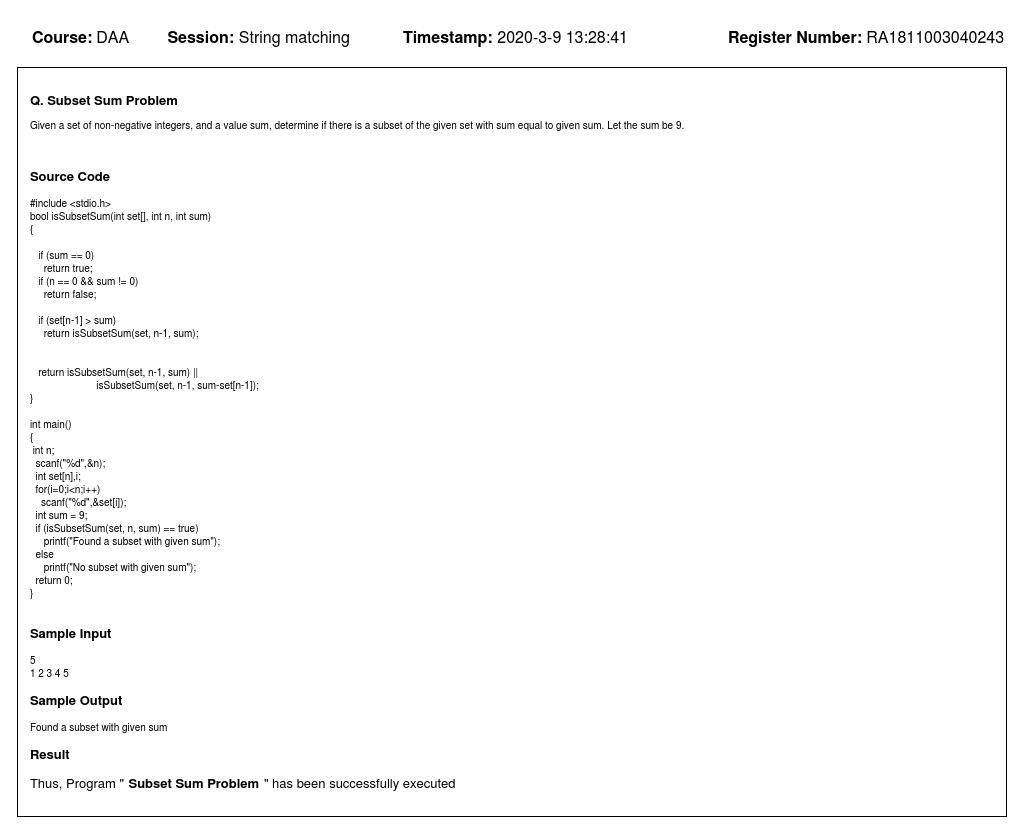 Course: DAA Session: String matching Timestamp: 2020-3-9 13:28:41 Register Number: RA1811003040243
Q. Subset Sum Problem
Given a set of non-negative integers, and a value sum, determine if there is a subset of the given set with sum equal to given sum. Let the sum be 9.
Source Code
#include <stdio.h>
bool isSubsetSum(int set[], int n, int sum)
{
if (sum == 0)
return true;
if (n == 0 && sum != 0)
return false;
if (set[n-1] > sum)
return isSubsetSum(set, n-1, sum);
return isSubsetSum(set, n-1, sum) ||
isSubsetSum(set, n-1, sum-set[n-1]);
}
int main()
{
int n;
scanf("%d",&n);
int set[n],i;
for(i=0;i<n;i++)
scanf("%d",&set[i]);
int sum = 9;
if (isSubsetSum(set, n, sum) == true)
printf("Found a subset with given sum");
else
printf("No subset with given sum");
return 0;
}
Sample Input
5
1 2 3 4 5
Sample Output
Found a subset with given sum
Result
Thus, Program " Subset Sum Problem " has been successfully executed